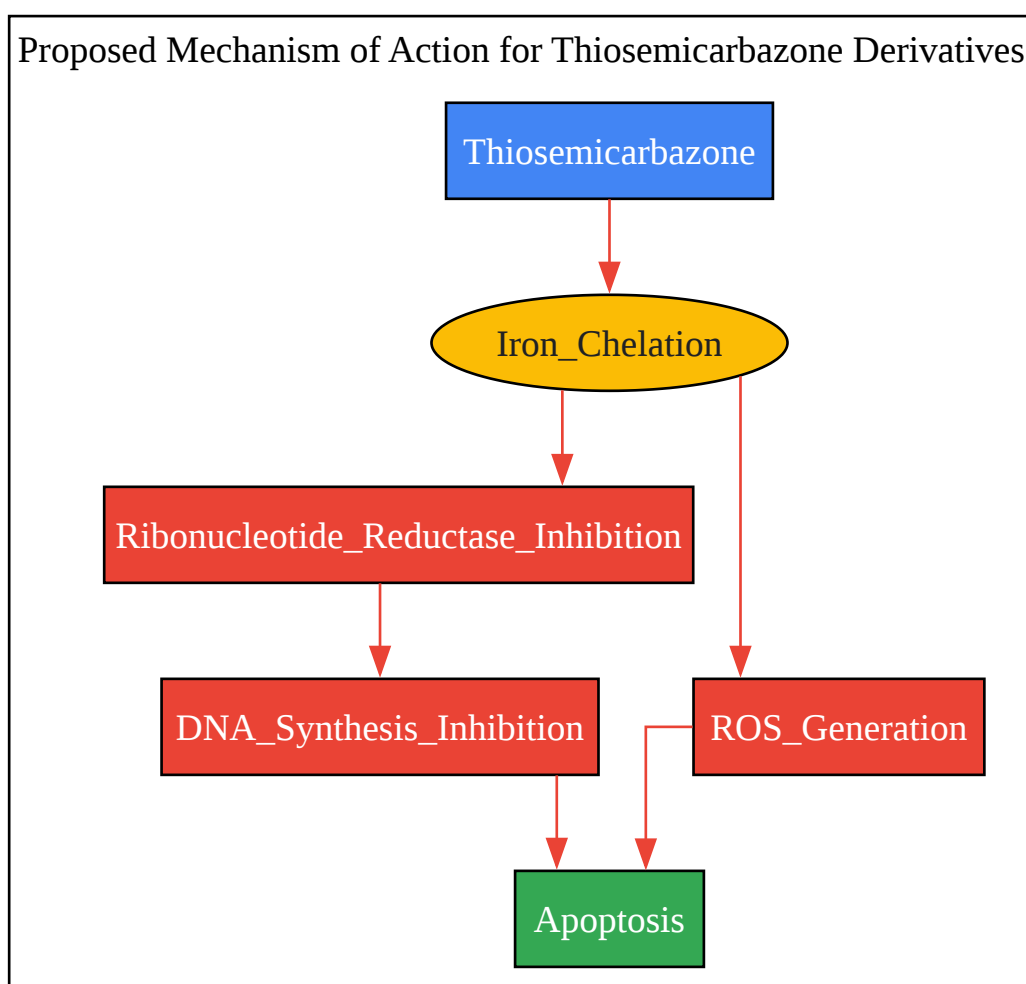 Proposed Mechanism of Action for Thiosemicarbazone Derivatives
Thiosemicarbazone
Iron_Chelation
Ribonucleotide_Reductase_Inhibition
DNA_Synthesis_Inhibition
ROS_Generation
Apoptosis